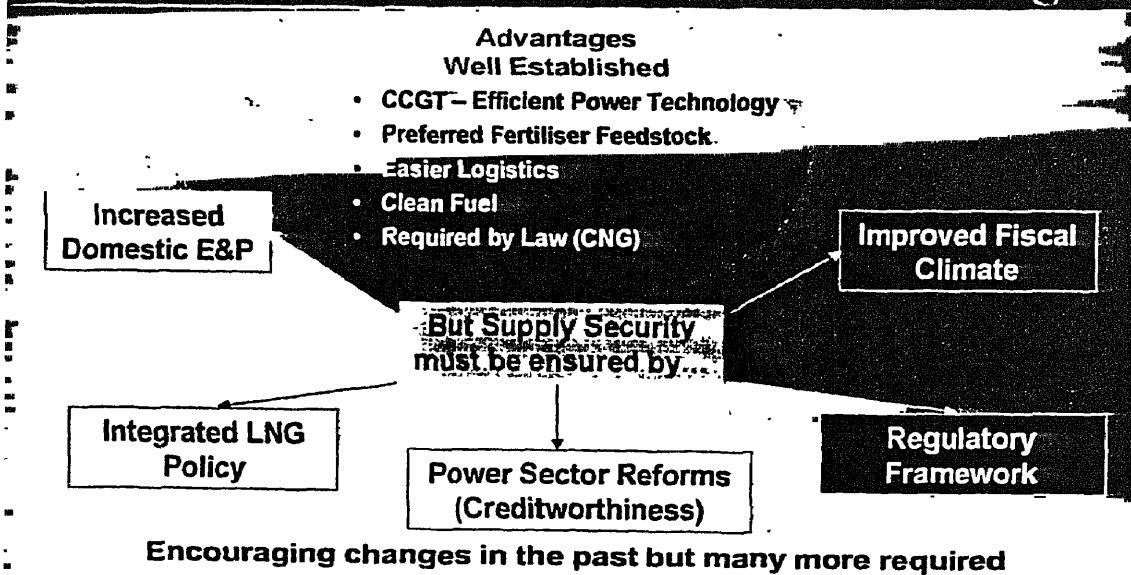 Advantages
Well Established
• CCGT – Efficient Power Technology
• Preferred Fertiliser Feedstock
• Easier Logistics
• Clean Fuel
• Required by Law (CNG)
Increased
Domestic E&P
Improved Fiscal
Climate
But Supply Security
must be ensured by...
Integrated LNG
Policy
Power Sector Reforms
(Creditworthiness)
Regulatory
Framework
Encouraging changes in the past but many more required